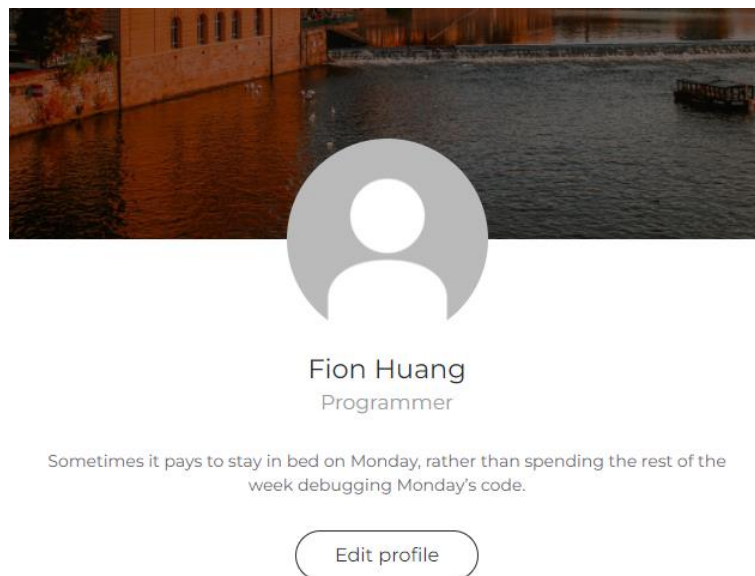 Fion Huang
Programmer
Sometimes it pays to stay in bed on Monday, rather than spending the rest of the
week debugging Monday’s code.
Edit profile